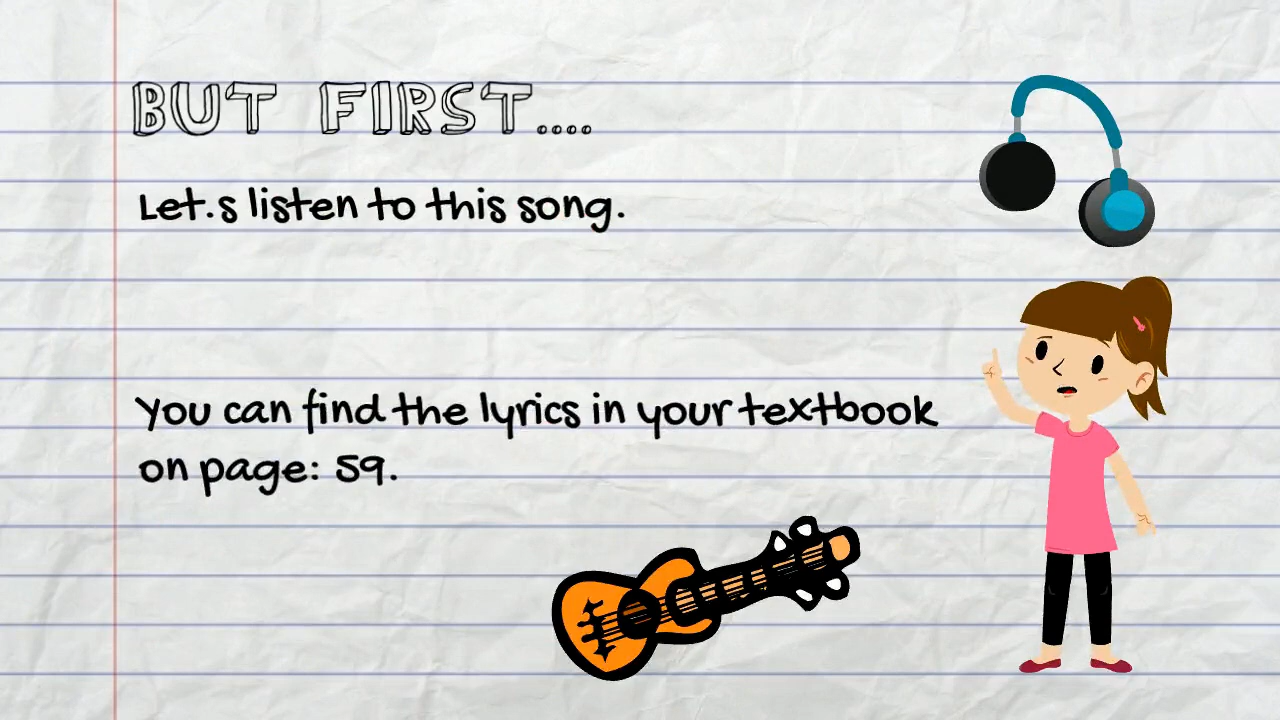 BUT FIRST....
Let.s listen to this song.
You can find the lyrics in your textbook
on page: 59.